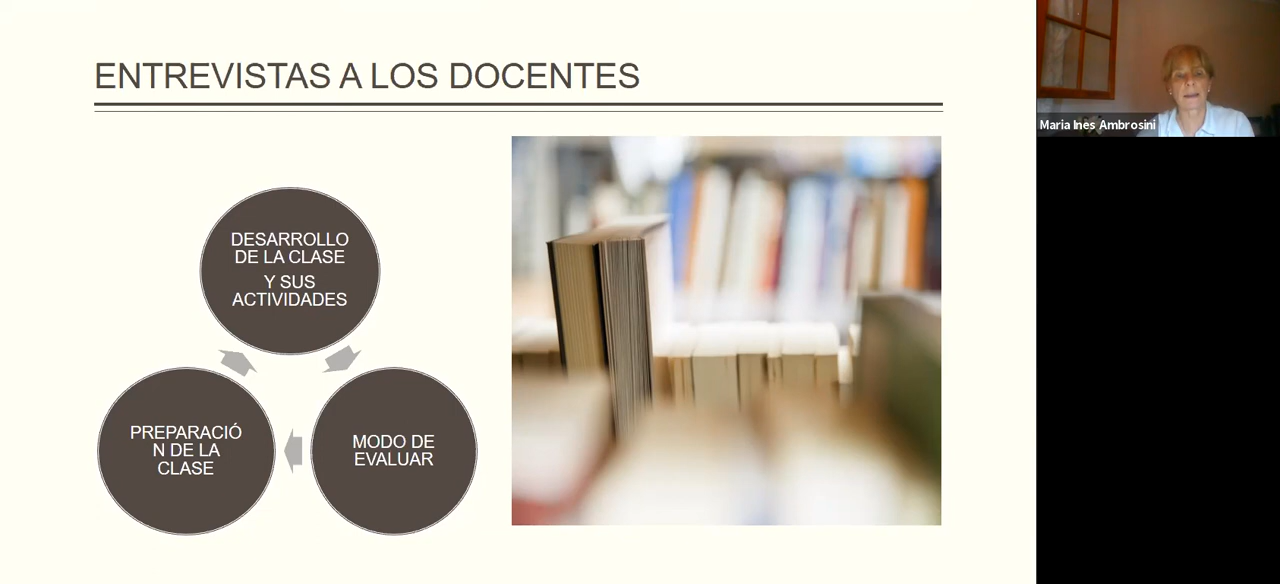 ENTREVISTAS A LOS DOCENTES
DESARROLLO
DE LA CLASE
Y SUS
ACTIVIDADES
PREPARACIÓ
N DE LA
CLASE
MODO DE
EVALUAR
Maria Ines Ambrosini